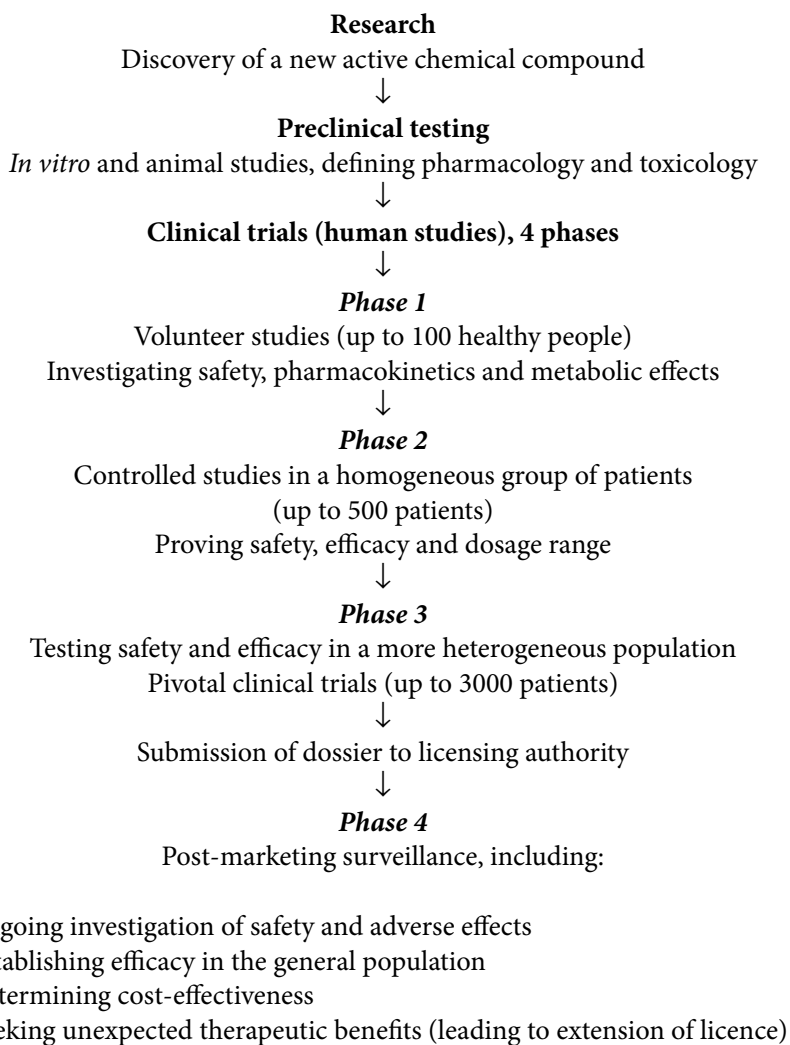 Research
Discovery of a new active chemical compound
↓
Preclinical testing
In vitro and animal studies, defining pharmacology and toxicology
↓
Clinical trials (human studies), 4 phases
↓
Phase 1
Volunteer studies (up to 100 healthy people)
Investigating safety, pharmacokinetics and metabolic effects
↓
Phase 2
Controlled studies in a homogeneous group of patients
(up to 500 patients)
Proving safety, efficacy and dosage range
↓
Phase 3
Testing safety and efficacy in a more heterogeneous population
Pivotal clinical trials (up to 3000 patients)
↓
Submission of dossier to licensing authority
↓
Phase 4
Post-marketing surveillance, including:
going investigation of safety and adverse effects
tablishing efficacy in the general population
termining cost-effectiveness
eking unexpected therapeutic benefits (leading to extension of licence)